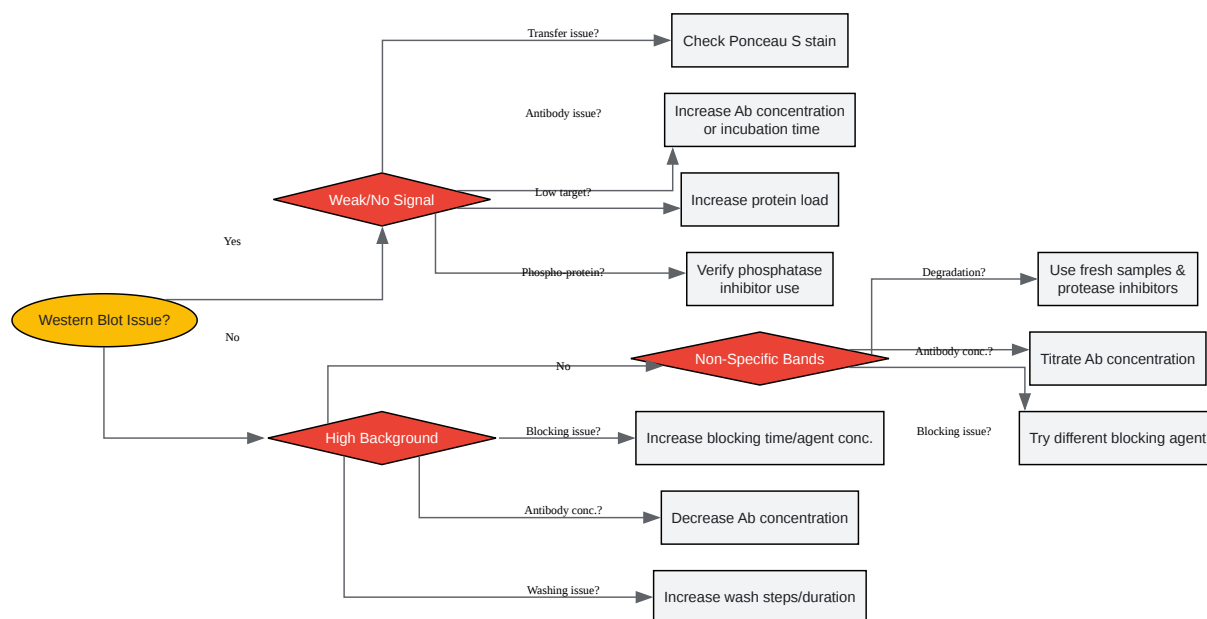 Transfer issue?
Check Ponceau S stain
Antibody issue?
Increase Ab concentration
or incubation time
Weak/No Signal
Low target?
Increase protein load
Yes
Phospho-protein?
Verify phosphatase
inhibitor use
Degradation?
Use fresh samples &
protease inhibitors
Western Blot Issue?
No
No
Non-Specific Bands
Antibody conc.?
Titrate Ab concentration
High Background
Blocking issue?
Increase blocking time/agent conc.
Blocking issue?
Try different blocking agent
Antibody conc.?
Decrease Ab concentration
Washing issue?
Increase wash steps/duration